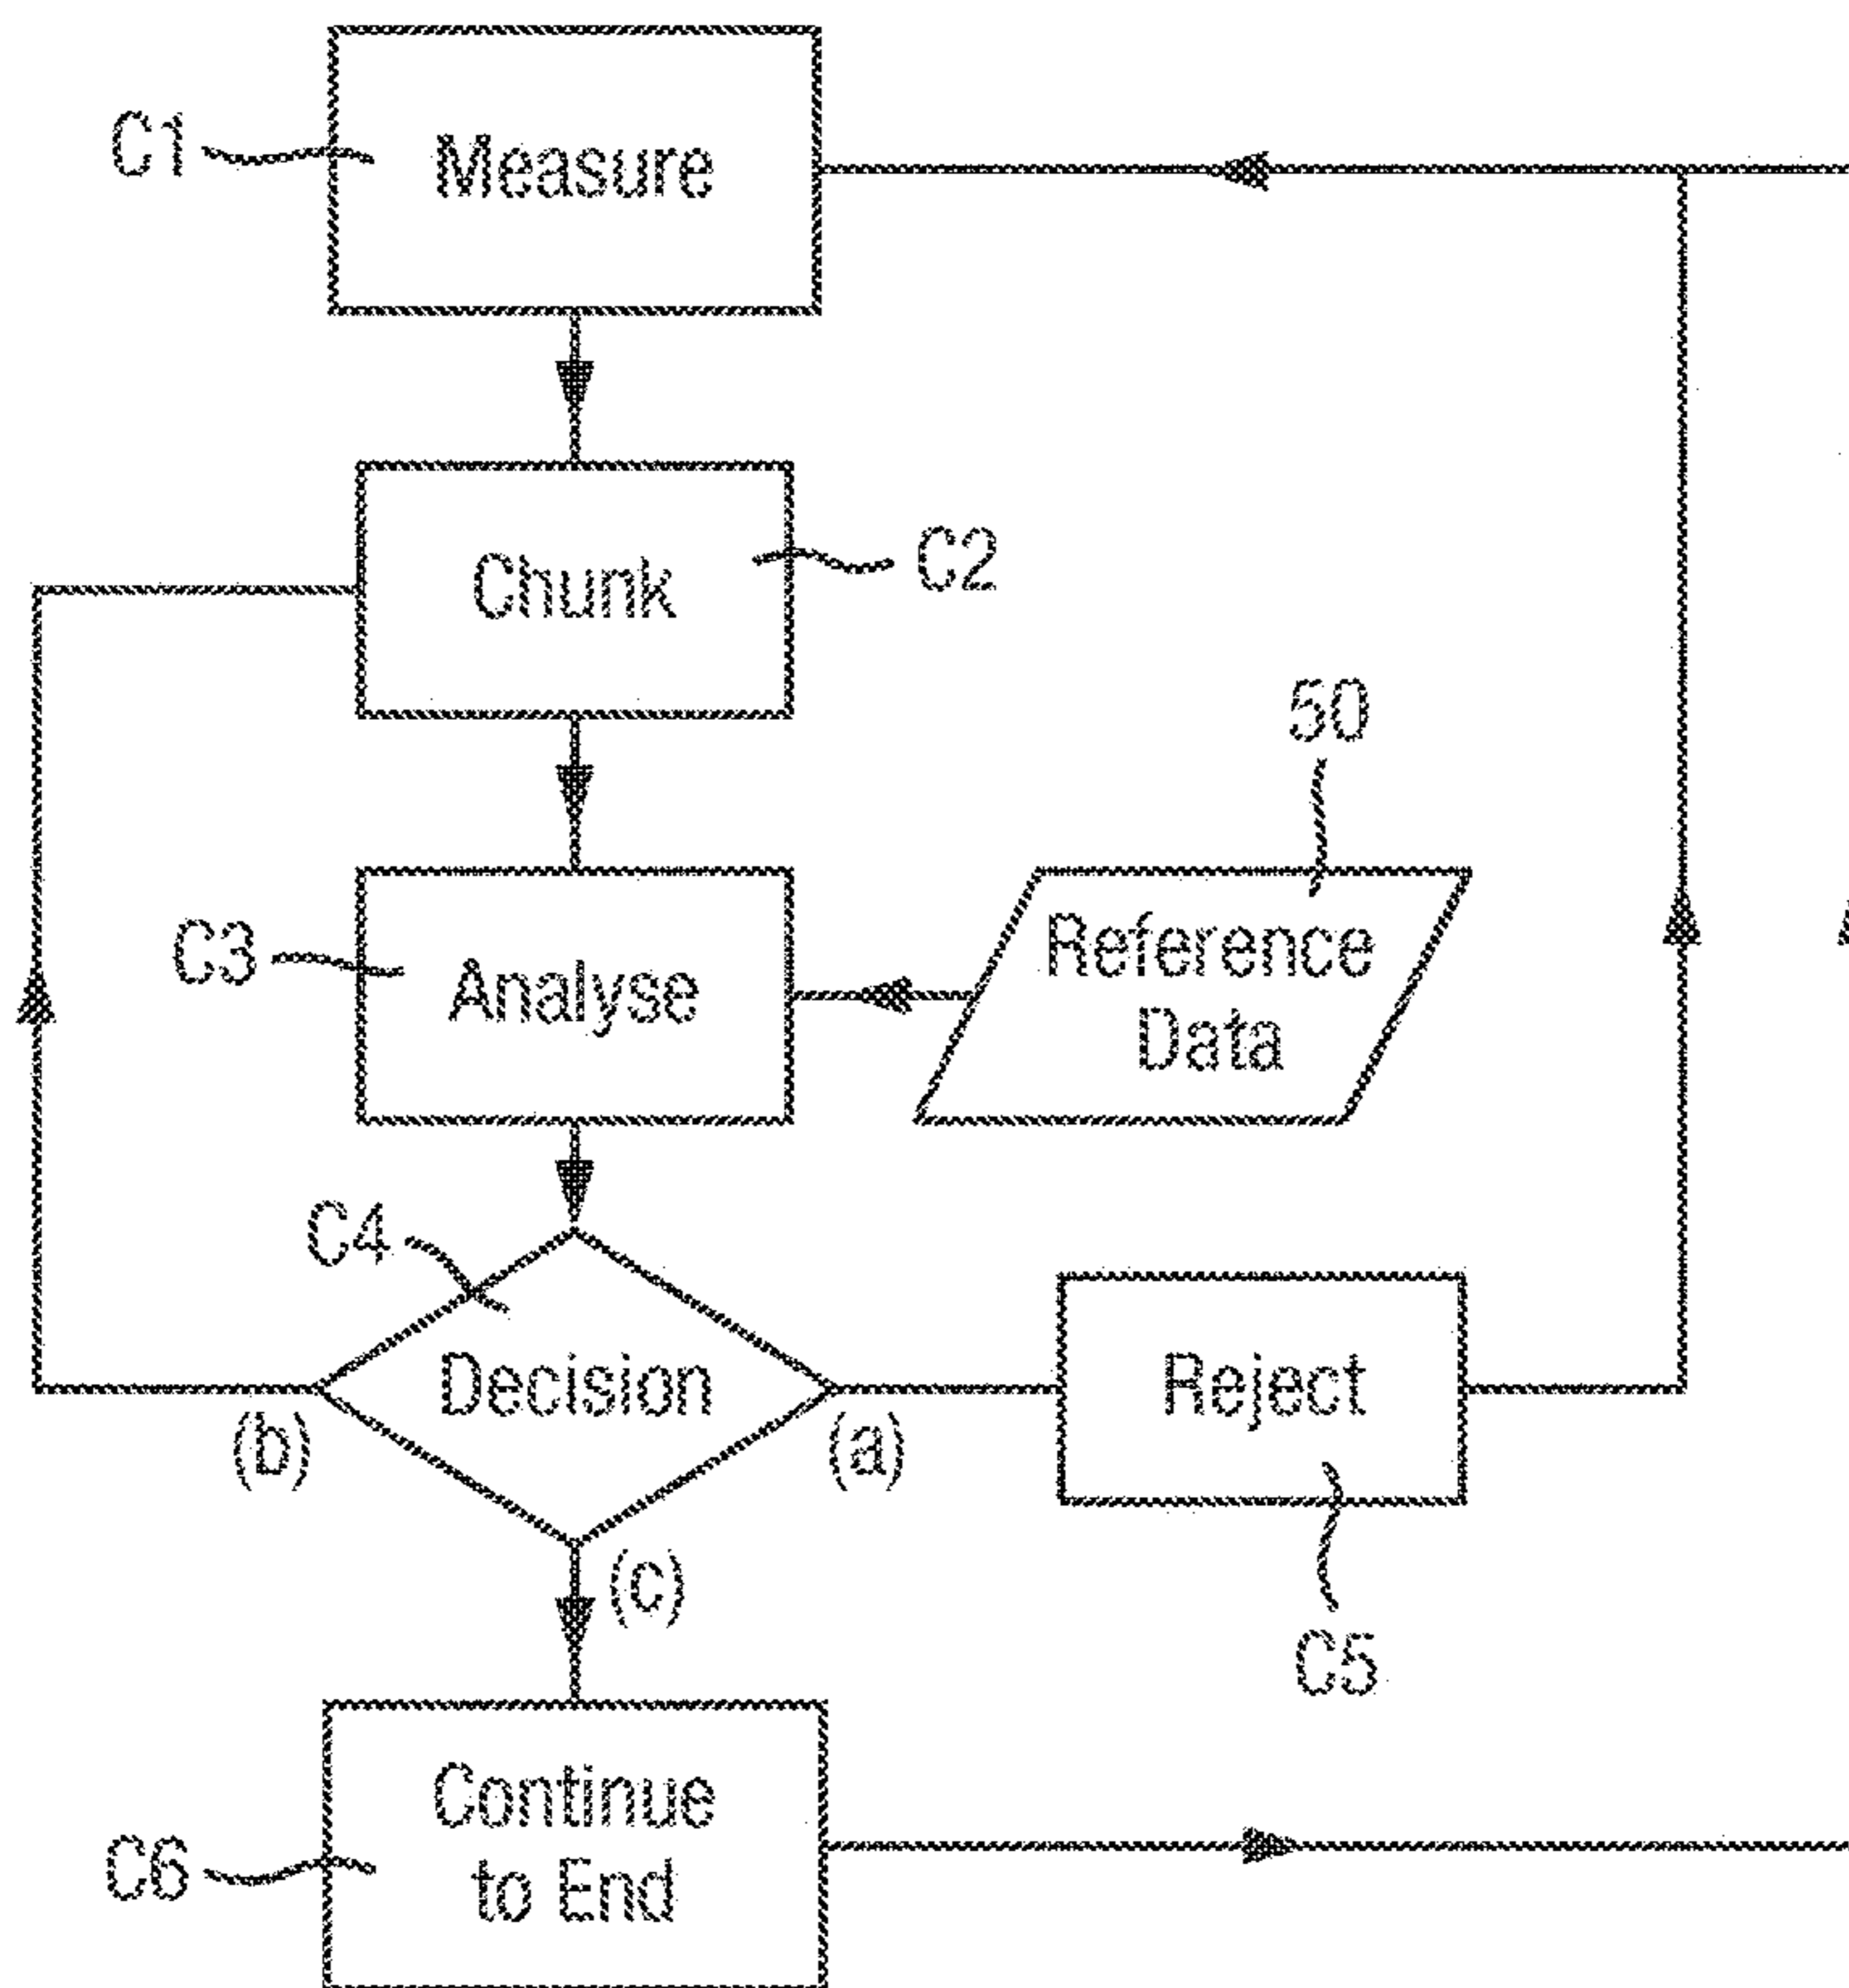 C1
Measure
Chunk
C2
50
C3
Analyse
Reference
Data
C4
Decision
Reject
(b)
(a)
(c)
C5
Continue
to End
C6